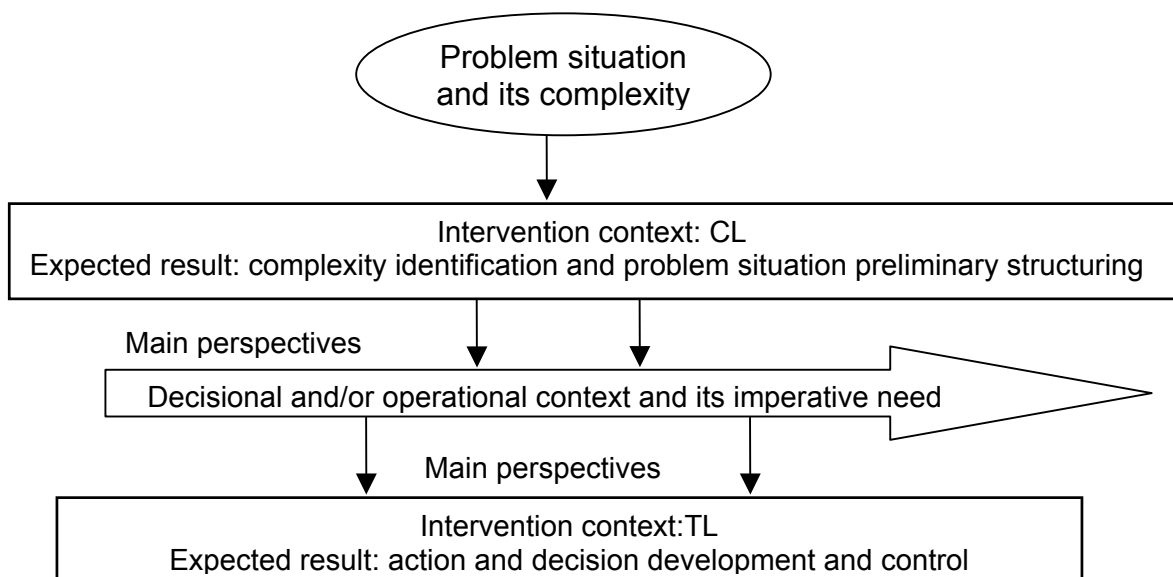 Problem situation
and its complexity
Intervention context: CL
Expected result: complexity identification and problem situation preliminary structuring
Main perspectives
Decisional and/or operational context and its imperative need
Main perspectives
Intervention context:TL
Expected result: action and decision development and control